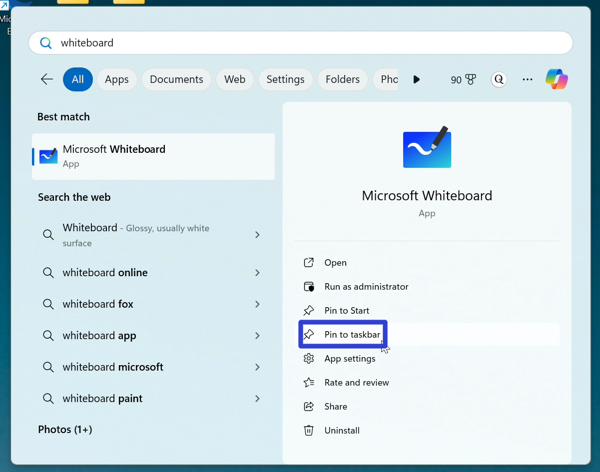 whiteboard
All Apps Documents Web Settings Folders Pho 90
Best match
Microsoft Whiteboard
App
Search the web
Whiteboard - Glossy, usually white
surface
whiteboard online
whiteboard fox
whiteboard app
whiteboard microsoft
whiteboard paint
Photos (1+)
Microsoft Whiteboard
App
Open
Run as administrator
Pin to Start
Pin to taskbar
App settings
Rate and review
Share
Uninstall